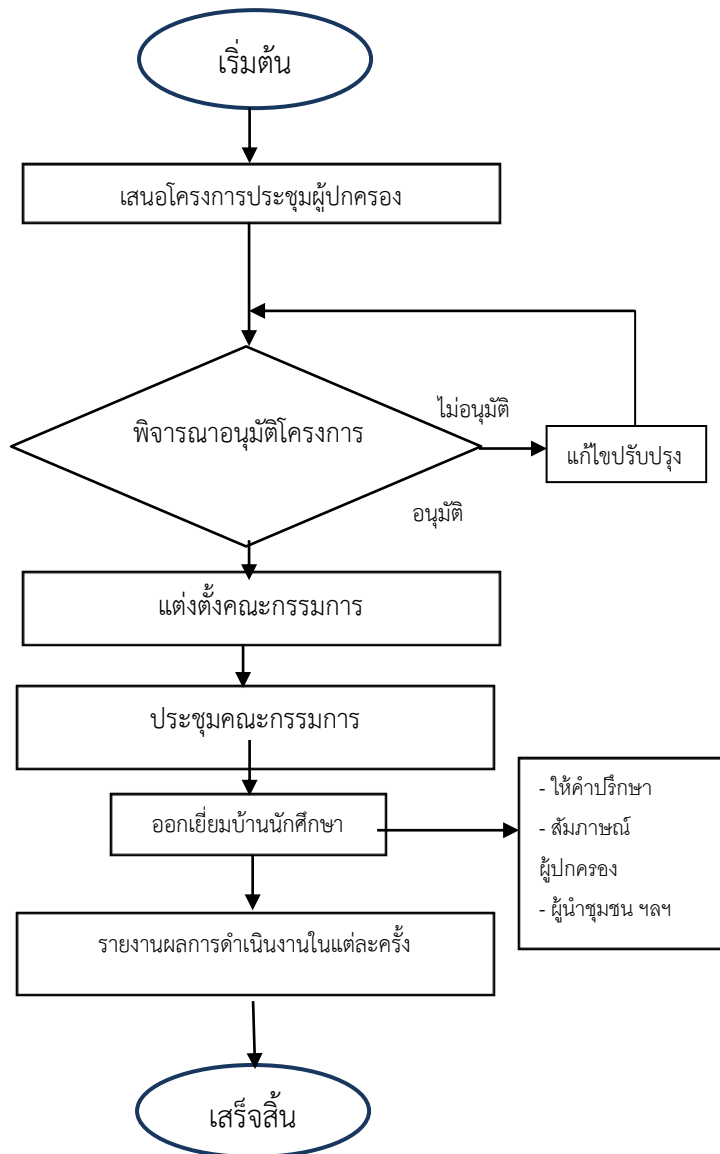 เริ่มต้น
เสนอโครงการประชุมผู้ปกครอง
ไม่อนุมัติ
พิจารณาอนุมัติโครงการ
แก้ไขปรับปรุง
อนุมัติ
แต่งตั้งคณะกรรมการ
ประชุมคณะกรรมการ
ออกเยี่ยมบ้านนักศึกษา
- ให้คำปรึกษา
- สัมภาษณ์
ผู้ปกครอง
- ผู้นำชุมชน ฯลฯ
รายงานผลการดำเนินงานในแต่ละครั้ง
เสร็จสิ้น